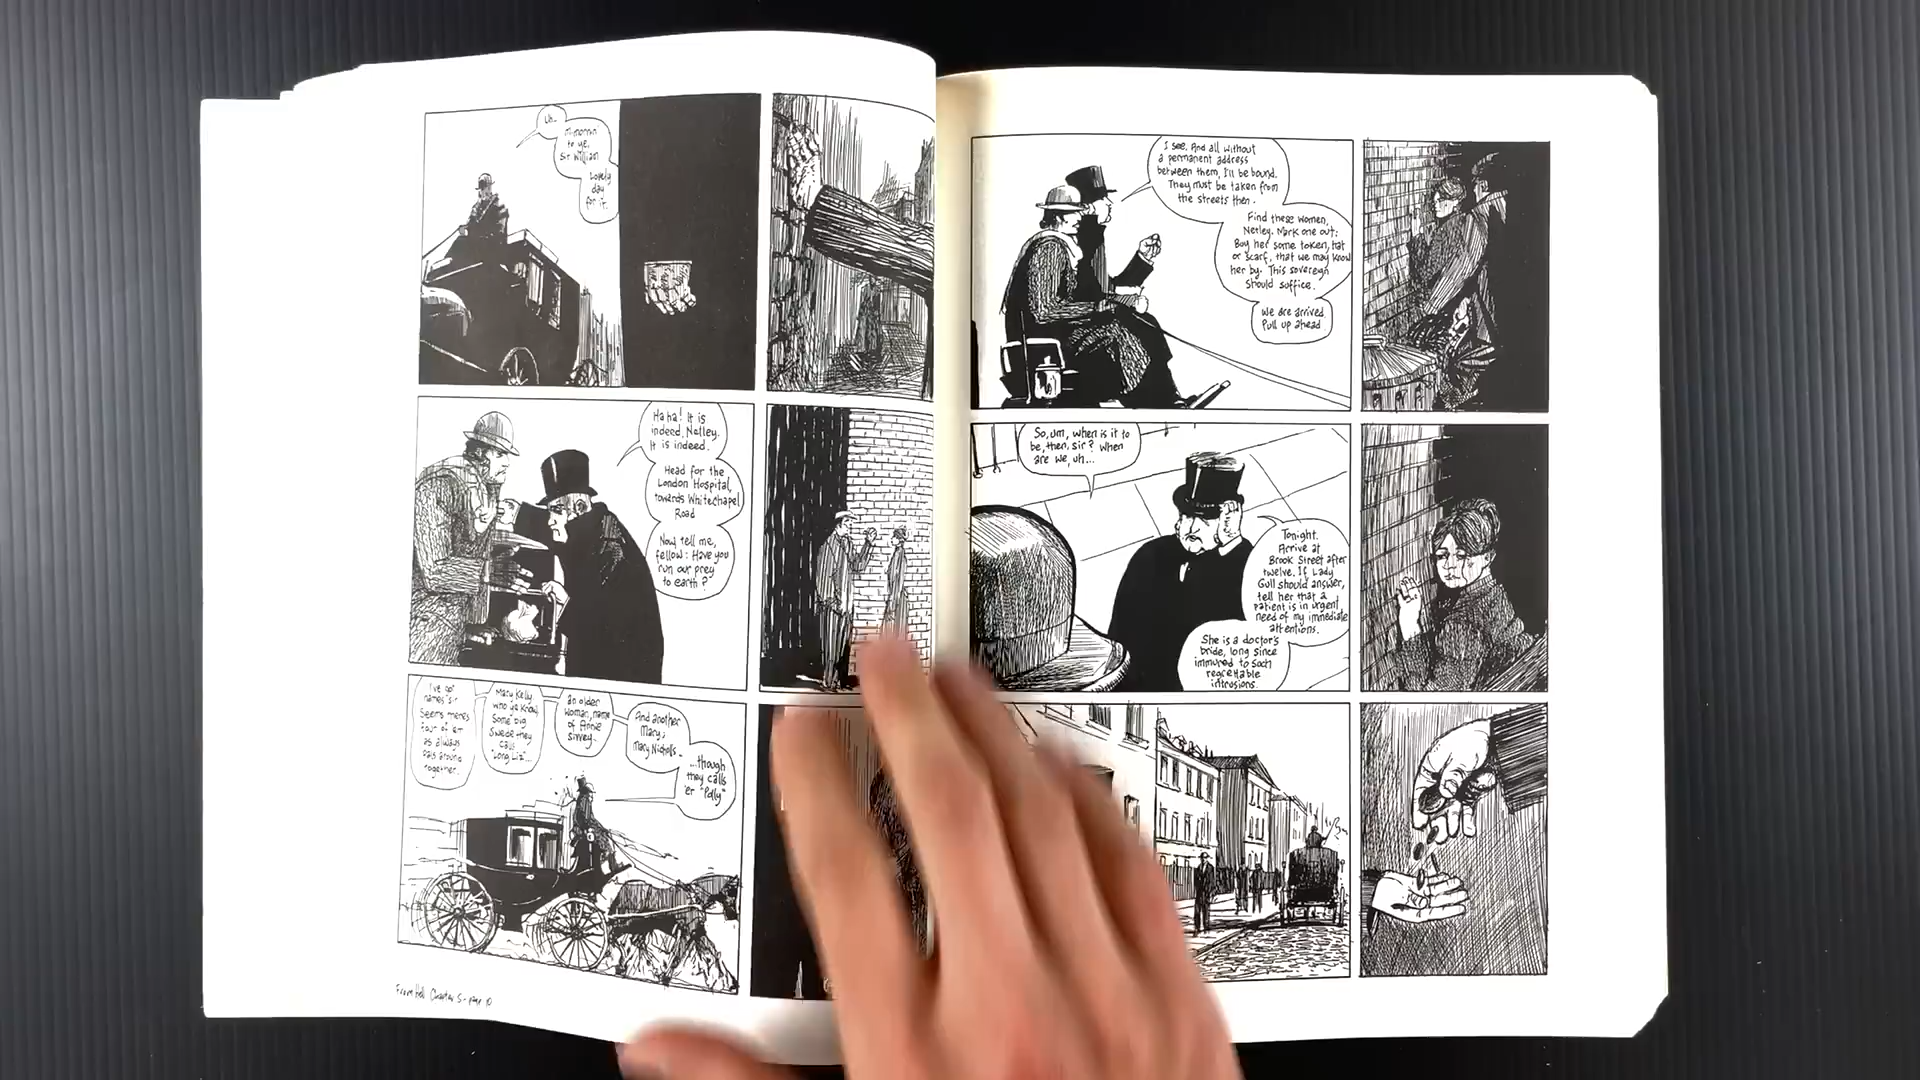 Uh..
M-mornin'
to ye,
Sir William
Lovely
day
for it.
Ha ha! It is
indeed, Netley.
It is indeed.
Head for the
London Hospital,
towards Whitechapel
Road
Now tell me,
fellow: Have you
run our prey
to earth?
I've got
names sir
Seems theres
four of 'em
as always
pals around
together.
Mary Kelly,
who ye know,
Some big
Swede they
calls
"Long Liz"...
an older
woman, name
of Annie
Sivvey..
And another
Mary;
Mary Nicholls..
...though
they calls
'er "Polly"
From Hell Chapter 5 - page 10
I see. And all without
a permanent address
between them, I'll be bound.
They must be taken from
the streets then.
Find these women,
Netley. Mark one out:
Buy her some token, hat
or scarf, that we may know
her by. This sovereign
should suffice.
We are arrived.
Pull up ahead
So, um, when is it to
be, then, sir? When
are we, uh...
Tonight.
Arrive at
Brook Street after
twelve. If Lady
Gull should answer,
tell her that a
patient is in urgent
need of my immediate
attentions.
She is a doctor's
bride, long since
immured to such
regrettable
intrusions.